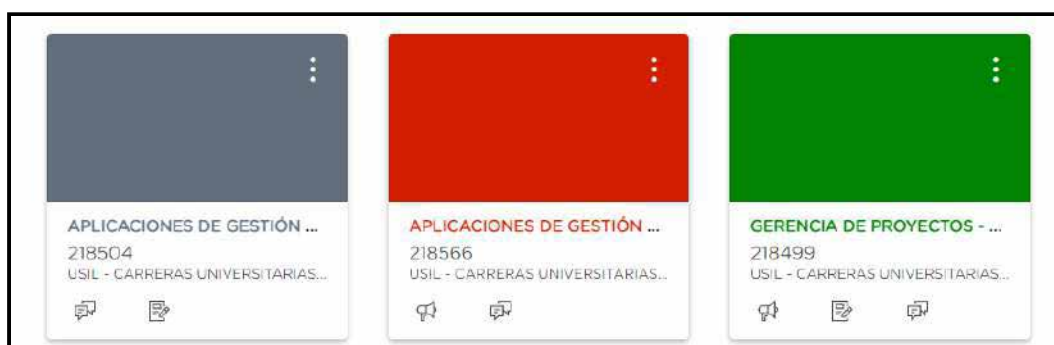 APLICACIONES DE GESTIÓN ...
218504
USIL - CARRERAS UNIVERSITARIAS...
APLICACIONES DE GESTIÓN ...
218566
USIL - CARRERAS UNIVERSITARIAS...
GERENCIA DE PROYECTOS - ...
218499
USIL - CARRERAS UNIVERSITARIAS...